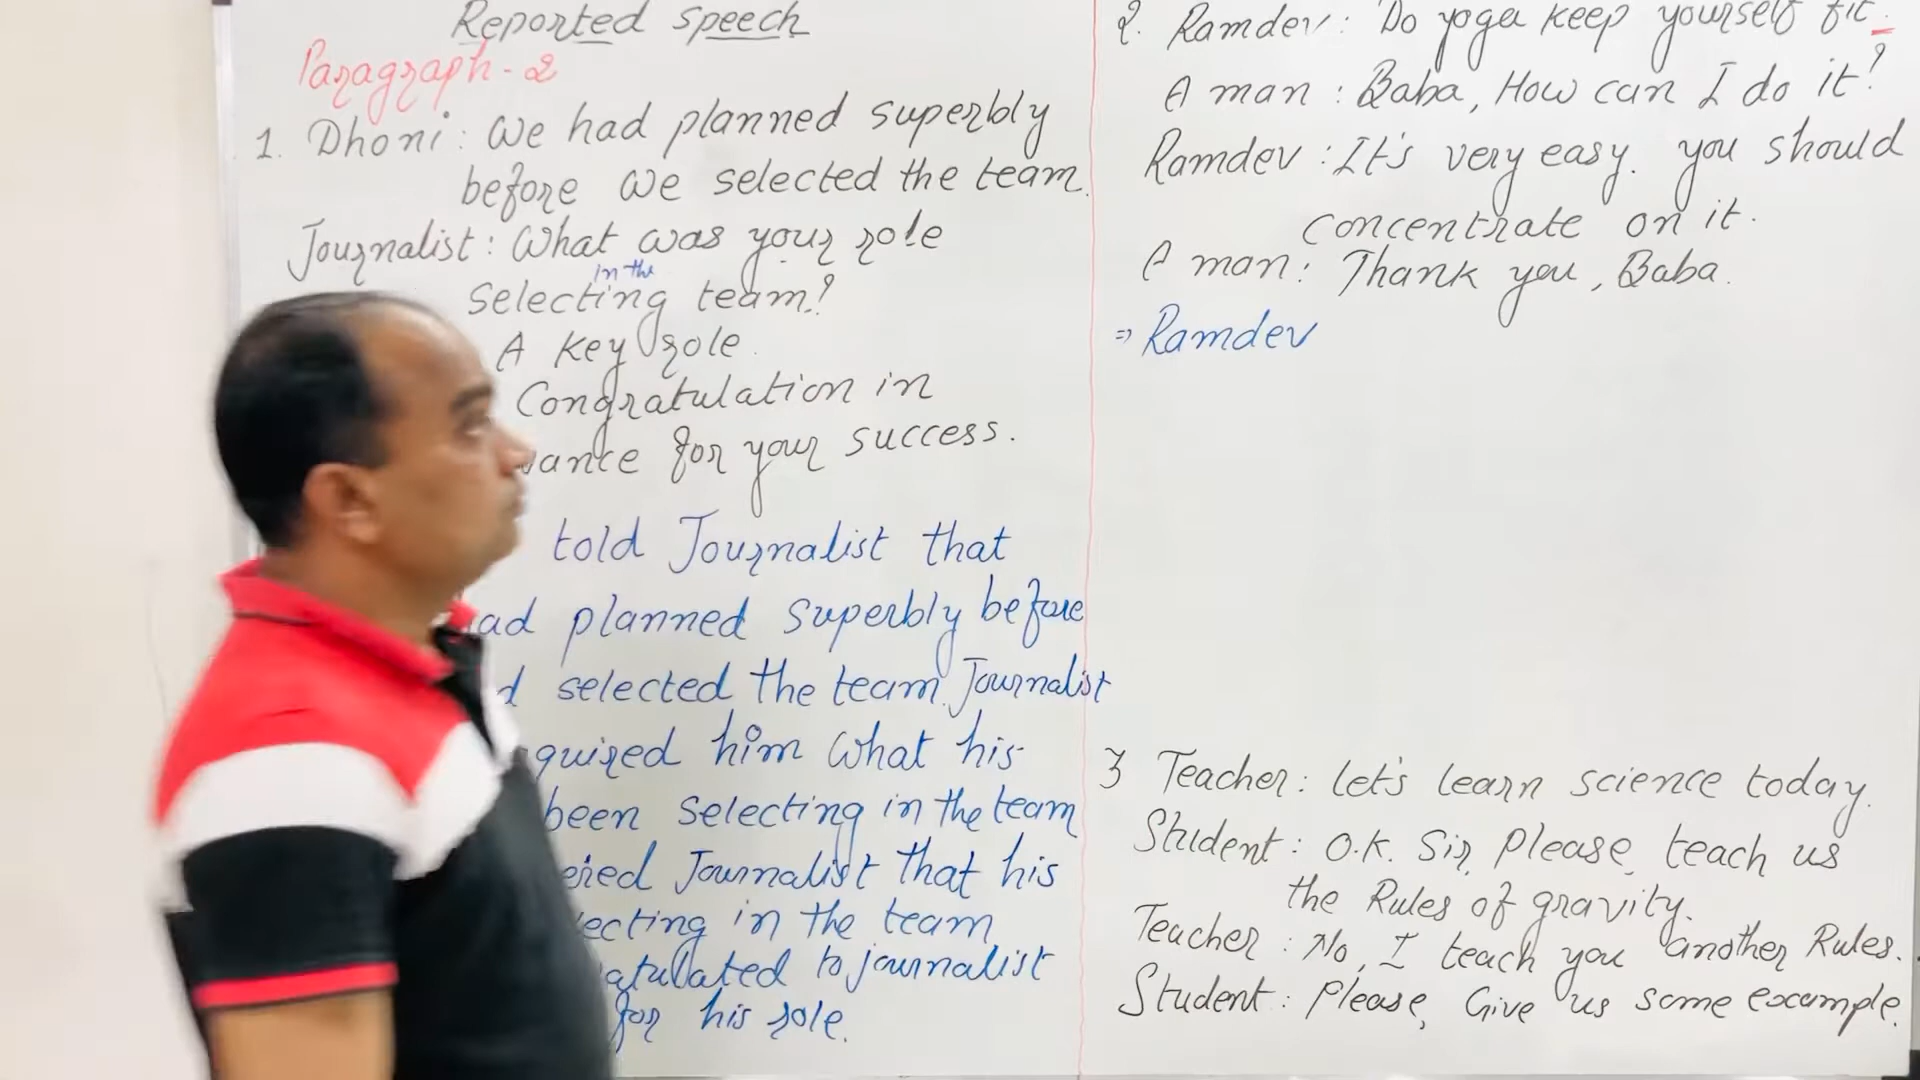 Reported speech
Paragraph-2
1. Dhoni: We had planned superbly
before we selected the team.
Journalist: What was your role
in the
selecting team?
A key role.
Congratulation in
for your success.
told Journalist that
planned superbly before
selected the team. Journalist
him what his
been selecting in the team
Journalist that his
in the team
to journalist
for his role.
2. Ramdev: Do yoga keep yourself fit.
A man: Baba, How can I do it?
Ramdev: It's very easy. you should
concentrate on it.
A man: Thank you, Baba.
⇒ Ramdev
3 Teacher: let's learn science today.
Student: O.K. Sir, please, teach us
the Rules of gravity.
Teacher: No, I teach you another Rules.
Student: Please, Give us some example.